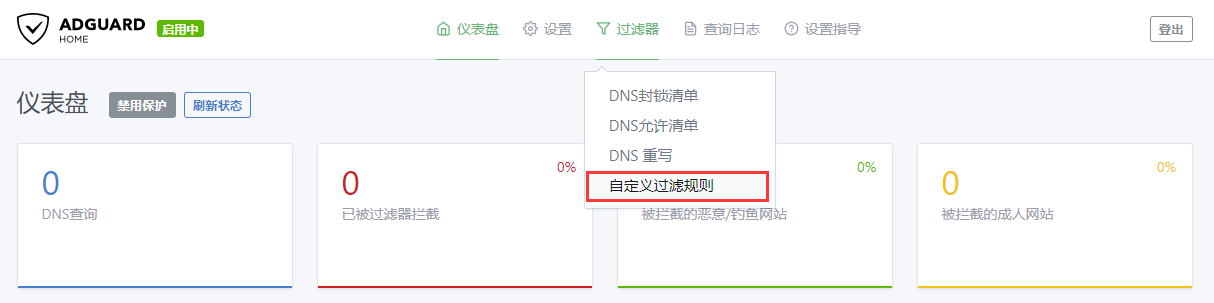 ADGUARD
HOME
启用中
仪表盘
设置
过滤器
查询日志
设置指导
登出
仪表盘
禁用保护
刷新状态
DNS封锁清单
DNS允许清单
DNS 重写
自定义过滤规则
0
DNS查询
0%
0
已被过滤器拦截
0%
被拦截的恶意/钓鱼网站
0%
0
被拦截的成人网站